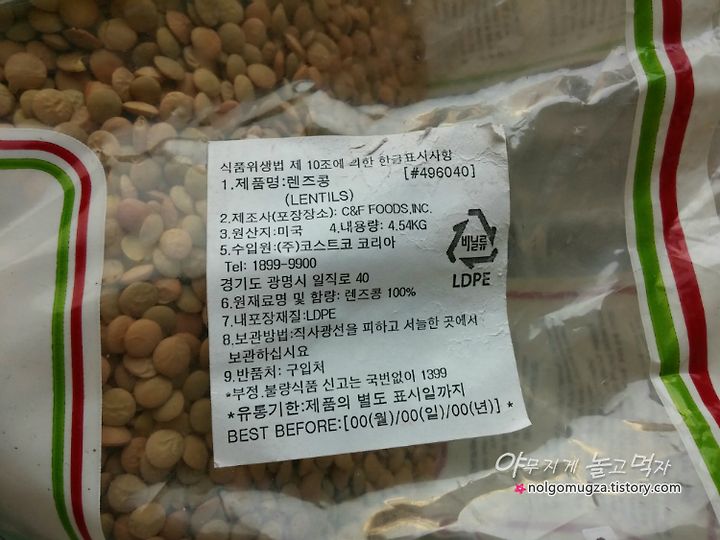 식품위생법 제 10조에 의한 한글표시사항
1.제품명:렌즈콩 [#496040]
(LENTILS)
2.제조사(포장장소): C&F FOODS,INC.
3.원산지:미국 4.내용량: 4.54KG
5.수입원:(주)코스트코 코리아
Tel: 1899-9900
경기도 광명시 일직로 40
6.원재료명 및 함량: 렌즈콩 100%
7.내포장재질:LDPE
8.보관방법:직사광선을 피하고 서늘한 곳에서
보관하십시요
9.반품처: 구입처
*부정.불량식품 신고는 국번없이 1399
*유통기한:제품의 별도 표시일까지
BEST BEFORE:[00(월)/00(일)/00(년)] *
비닐류
LDPE
야무지게 놀고먹자
nolgomugza.tistory.com